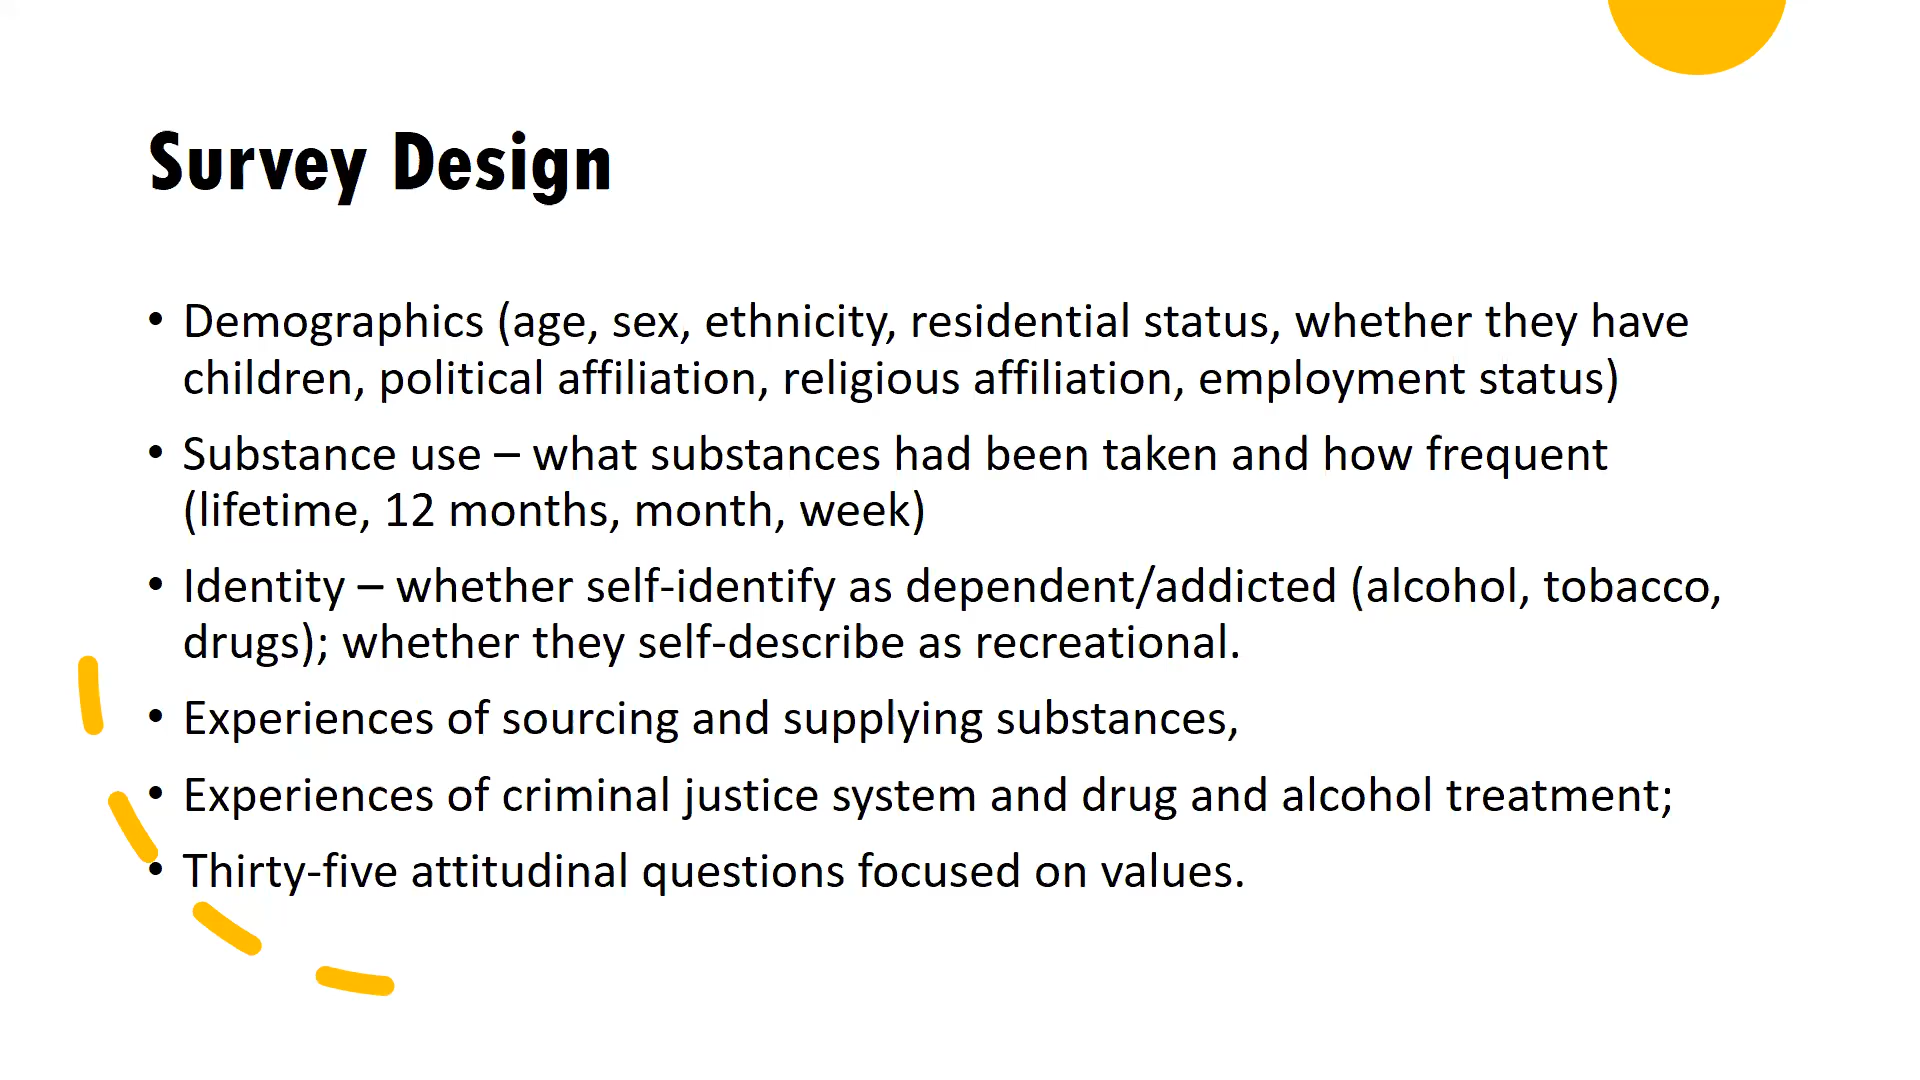 Survey Design
• Demographics (age, sex, ethnicity, residential status, whether they have
children, political affiliation, religious affiliation, employment status)
• Substance use – what substances had been taken and how frequent
(lifetime, 12 months, month, week)
• Identity – whether self-identify as dependent/addicted (alcohol, tobacco,
drugs); whether they self-describe as recreational.
• Experiences of sourcing and supplying substances,
• Experiences of criminal justice system and drug and alcohol treatment;
• Thirty-five attitudinal questions focused on values.